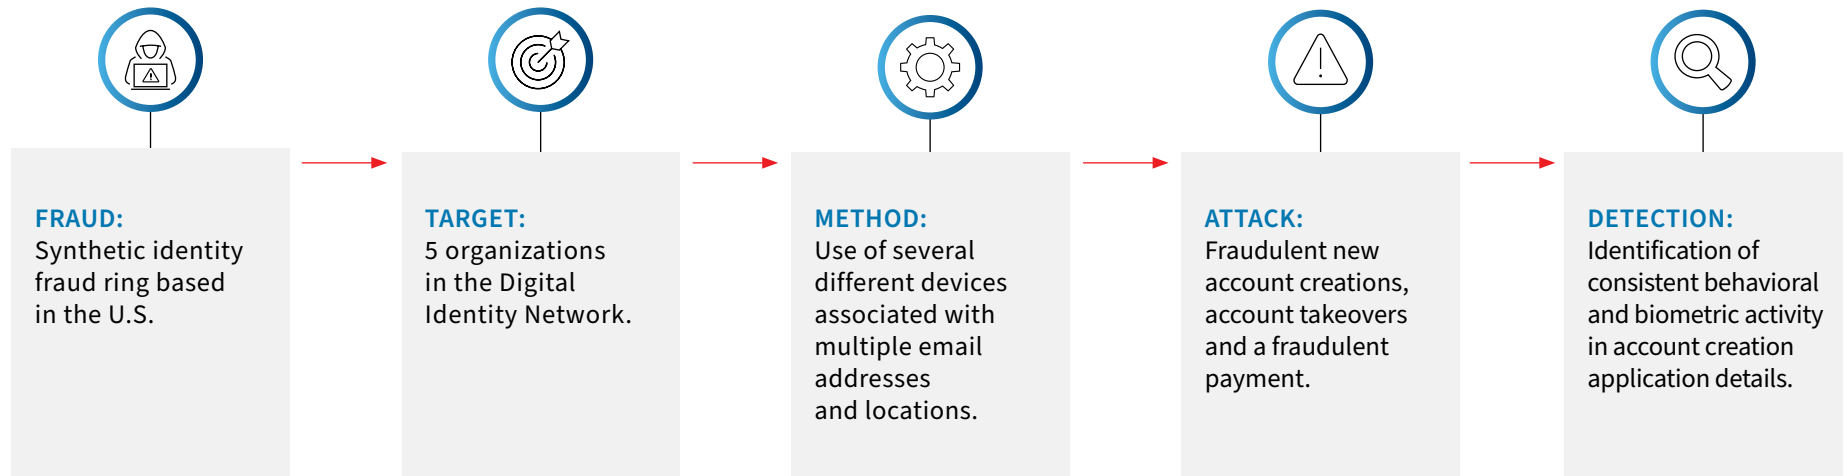 FRAUD:
Synthetic identity
fraud ring based
in the U.S.
TARGET:
5 organizations
in the Digital
Identity Network.
METHOD:
Use of several
different devices
associated with
multiple email
addresses
and locations.
ATTACK:
Fraudulent new
account creations,
account takeovers
and a fraudulent
payment.
DETECTION:
Identification of
consistent behavioral
and biometric activity
in account creation
application details.